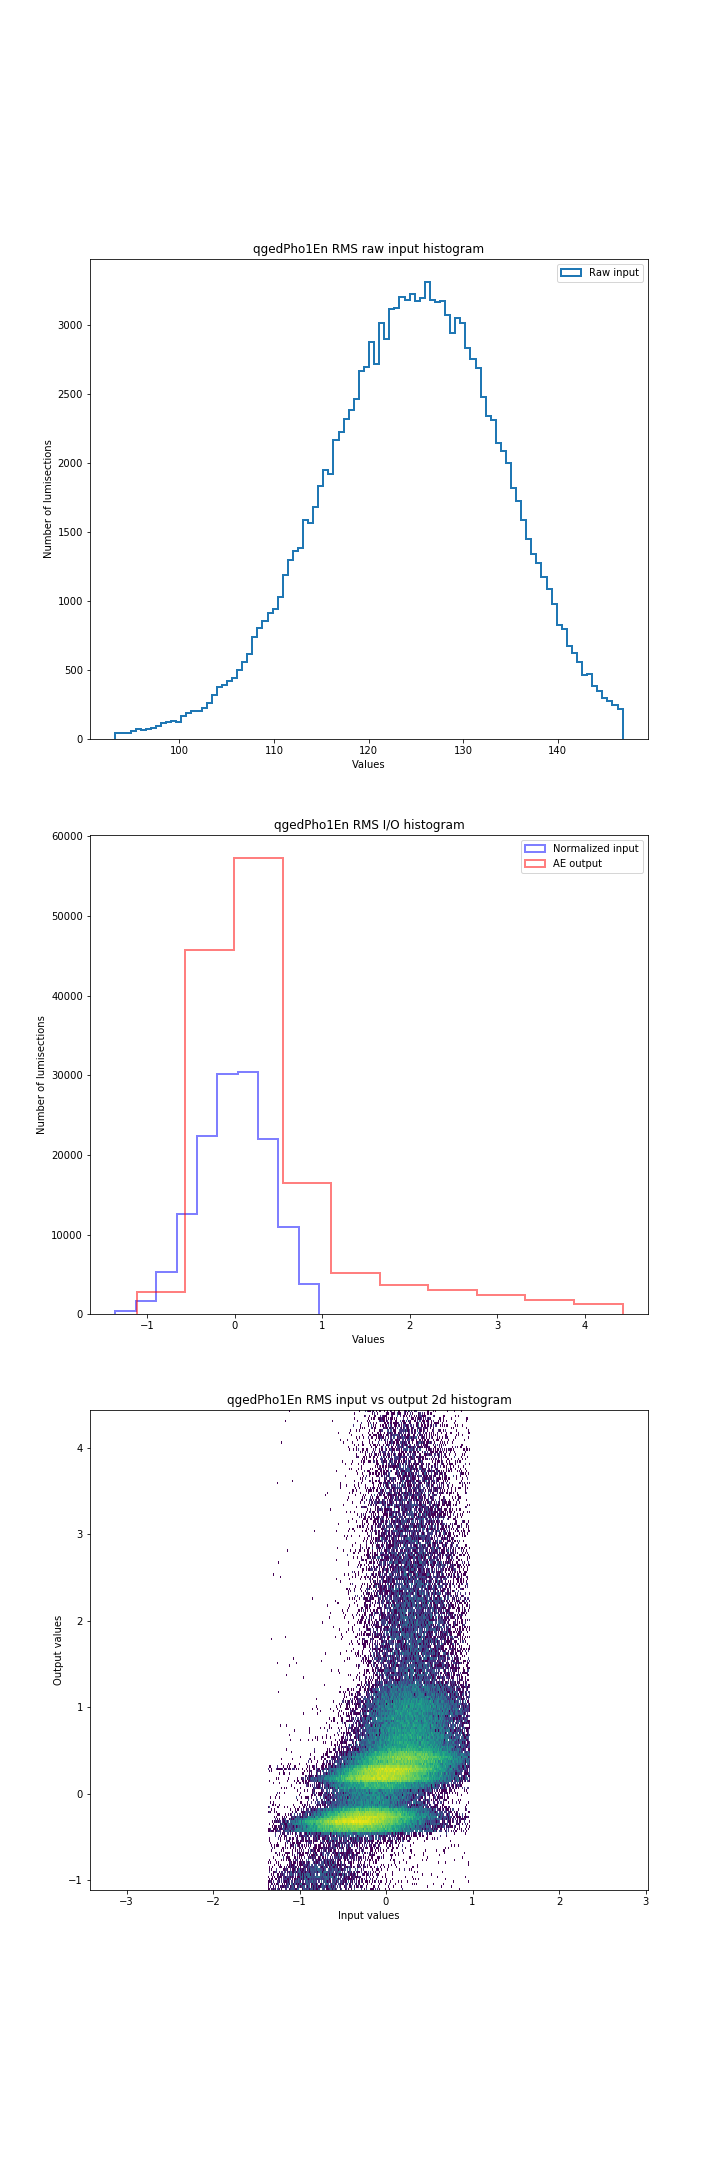 qgedPho1En RMS raw input histogram
Raw input
Number of lumisections
3000
2500
2000
1500
1000
500
0
100 110 120 130 140
Values
qgedPho1En RMS I/O histogram
Normalized input
AE output
Number of lumisections
60000
50000
40000
30000
20000
10000
0
−1 0 1 2 3 4
Values
qgedPho1En RMS input vs output 2d histogram
Output values
4
3
2
1
0
−1
−3 −2 −1 0 1 2 3
Input values